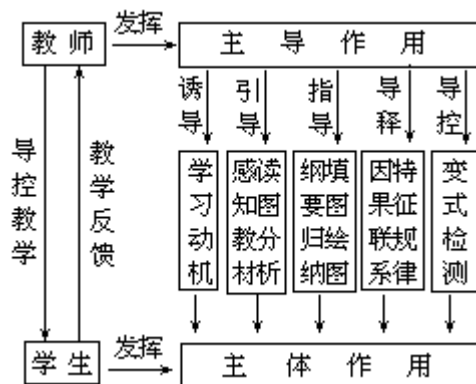 教师
发挥
主导作用
诱导
引导
指导
导释
导控
导控教学
教学反馈
学习动机
感知教材
读图分析
纲要归纳
填图绘图
因果联系
特征规律
变式检测
学生
发挥
主体作用